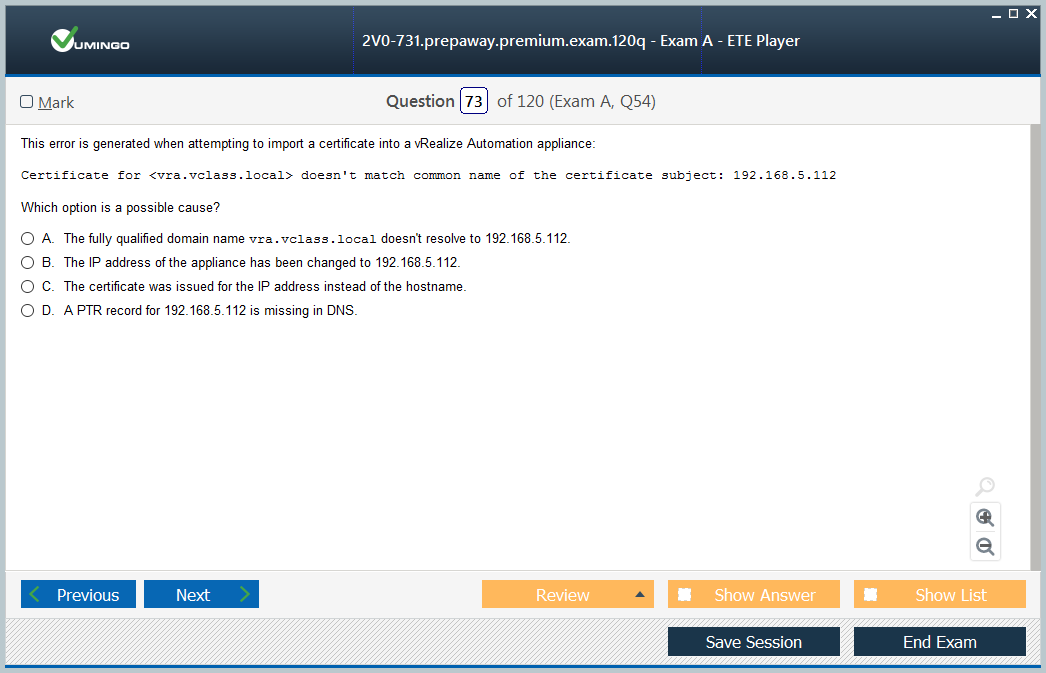 VUMINGO
2V0-731.prepaway.premium.exam.120q - Exam A - ETE Player
Mark
Question 73 of 120 (Exam A, Q54)
This error is generated when attempting to import a certificate into a vRealize Automation appliance:
Certificate for <vra.vclass.local> doesn't match common name of the certificate subject: 192.168.5.112
Which option is a possible cause?
A. The fully qualified domain name vra.vclass.local doesn't resolve to 192.168.5.112.
B. The IP address of the appliance has been changed to 192.168.5.112.
C. The certificate was issued for the IP address instead of the hostname.
D. A PTR record for 192.168.5.112 is missing in DNS.
Previous Next Review Show Answer Show List
Save Session End Exam